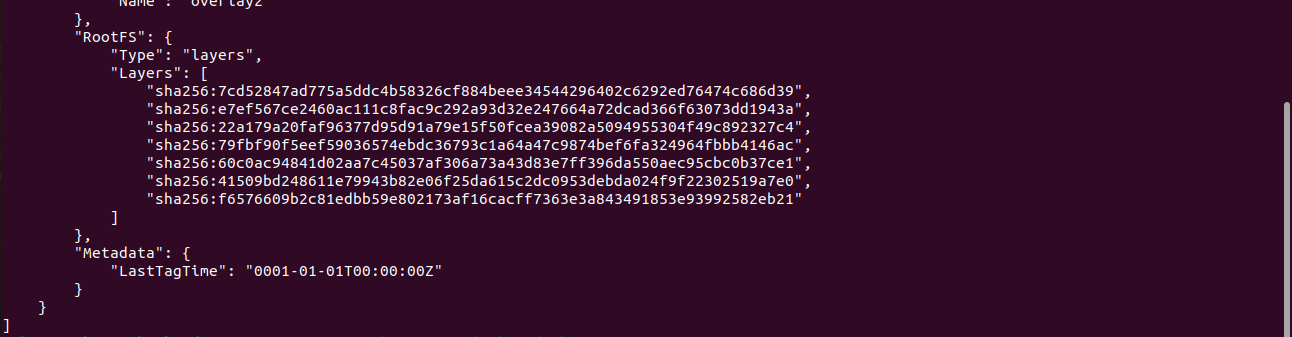 "Name": "overlay2"
},
"RootFS": {
"Type": "layers",
"Layers": [
"sha256:7cd52847ad775a5ddc4b58326cf884beee34544296402c6292ed76474c686d39",
"sha256:e7ef567ce2460ac111c8fac9c292a93d32e247664a72dcad366f63073dd1943a",
"sha256:22a179a20faf96377d95d91a79e15f50fcea39082a5094955304f49c892327c4",
"sha256:79fbf90f5eef59036574ebdc36793c1a64a47c9874bef6fa324964fbbb4146ac",
"sha256:60c0ac94841d02aa7c45037af306a73a43d83e7ff396da550aec95cbc0b37ce1",
"sha256:41509bd248611e79943b82e06f25da615c2dc0953debda024f9f22302519a7e0",
"sha256:f6576609b2c81edbb59e802173af16cacff7363e3a843491853e93992582eb21"
]
},
"Metadata": {
"LastTagTime": "0001-01-01T00:00:00Z"
}
}
]